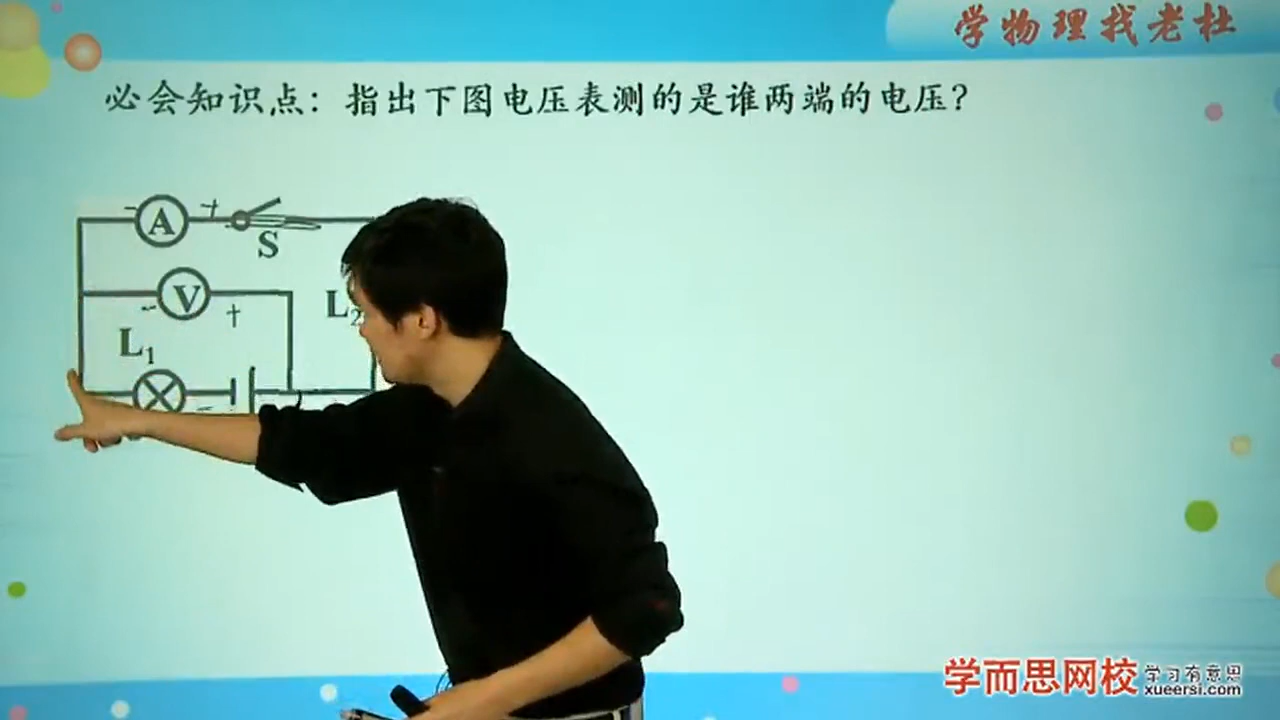 学物理找老杜
必会知识点：指出下图电压表测的是谁两端的电压？
- A +
S
V
- +
L₂
L₁
-
学而思网校 学习有意思
xueersi.com